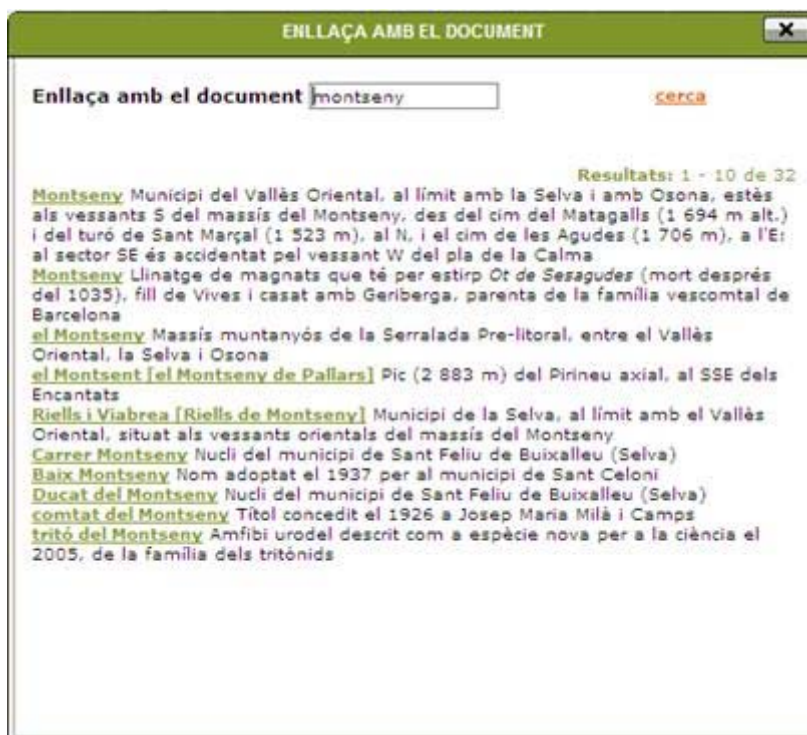 ENLLAÇA AMB EL DOCUMENT
Enllaça amb el document montseny cerca
Resultats: 1 - 10 de 32
Montseny Municipi del Vallès Oriental, al límit amb la Selva i amb Osona, estès
als vessants S del massís del Montseny, des del cim del Matagalls (1 694 m alt.)
i del turó de Sant Marçal (1 523 m), al N, i el cim de les Agudes (1 706 m), a l'E;
al sector SE és accidentat pel vessant W del pla de la Calma
Montseny Llinatge de magnats que té per estirp Ot de Sesagudes (mort després
del 1035), fill de Vives i casat amb Geriberga, parenta de la família vescomtal de
Barcelona
el Montseny Massís muntanyós de la Serralada Pre-litoral, entre el Vallès
Oriental, la Selva i Osona
el Montsent [el Montseny de Pallars] Pic (2 883 m) del Pirineu axial, al SSE dels
Encantats
Riells i Viabrea [Riells de Montseny] Municipi de la Selva, al límit amb el Vallès
Oriental, situat als vessants orientals del massís del Montseny
Carrer Montseny Nucli del municipi de Sant Feliu de Buixalleu (Selva)
Baix Montseny Nom adoptat el 1937 per al municipi de Sant Celoni
Ducat del Montseny Nucli del municipi de Sant Feliu de Buixalleu (Selva)
comtat del Montseny Títol concedit el 1926 a Josep Maria Milà i Camps
tritó del Montseny Amfibi urodel descrit com a espècie nova per a la ciència el
2005, de la família dels tritònids